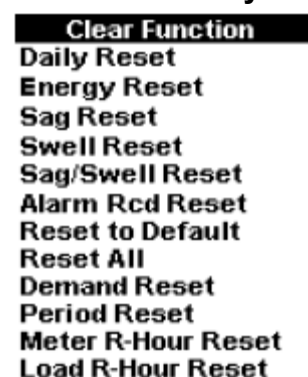 Clear Function
Daily Reset
Energy Reset
Sag Reset
Swell Reset
Sag/Swell Reset
Alarm Rcd Reset
Reset to Default
Reset All
Demand Reset
Period Reset
Meter R-Hour Reset
Load R-Hour Reset